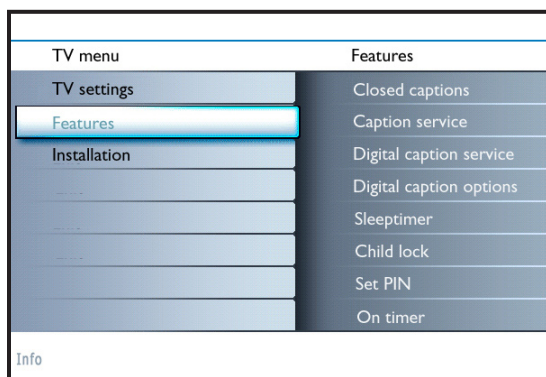 TV menu
Features
TV settings
Features
Installation
Closed captions
Caption service
Digital caption service
Digital caption options
Sleeptimer
Child lock
Set PIN
On timer
Info